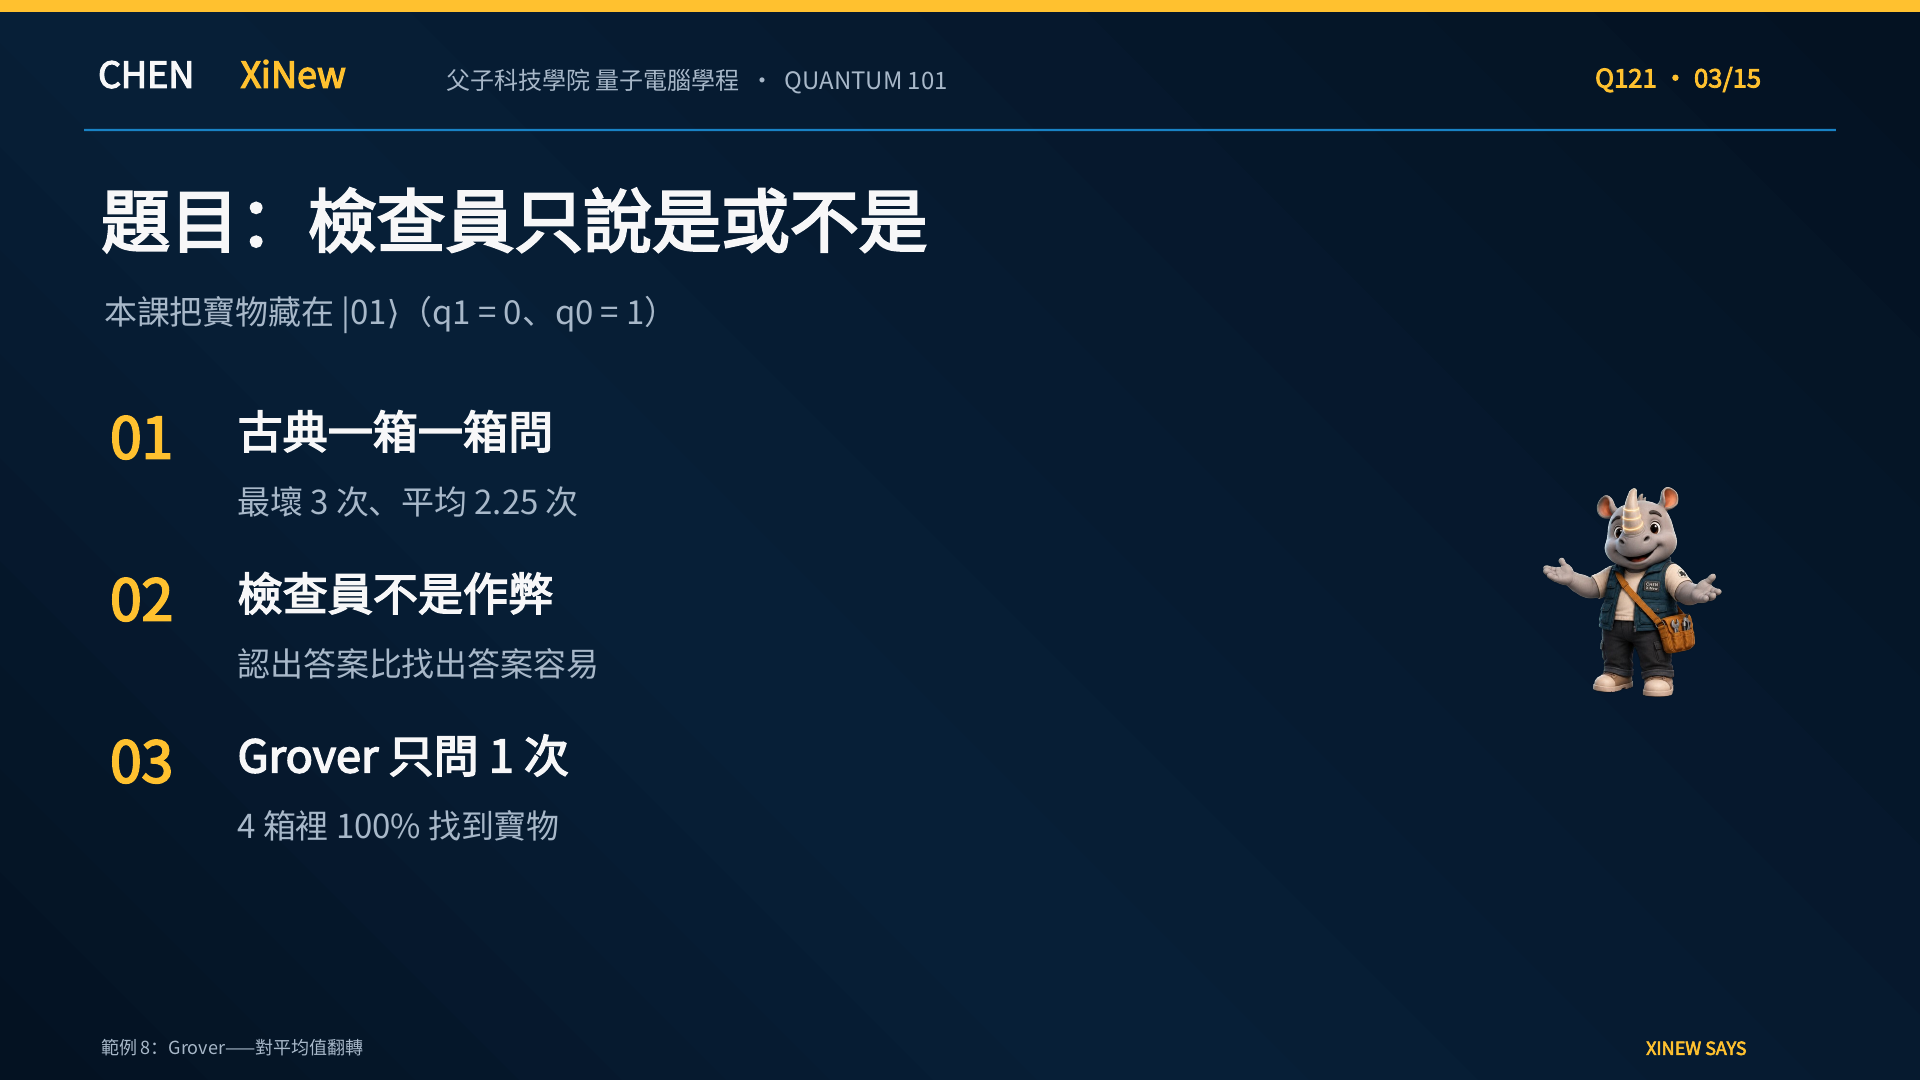 CHEN XiNew 父子科技學院 量子電腦學程 · QUANTUM 101 Q121 · 03/15
題目：檢查員只說是或不是
本課把寶物藏在 |01⟩（q1 = 0、q0 = 1）
01 古典一箱一箱問
最壞 3 次、平均 2.25 次
02 檢查員不是作弊
認出答案比找出答案容易
03 Grover 只問 1 次
4 箱裡 100% 找到寶物
範例 8：Grover——對平均值翻轉 XINEW SAYS